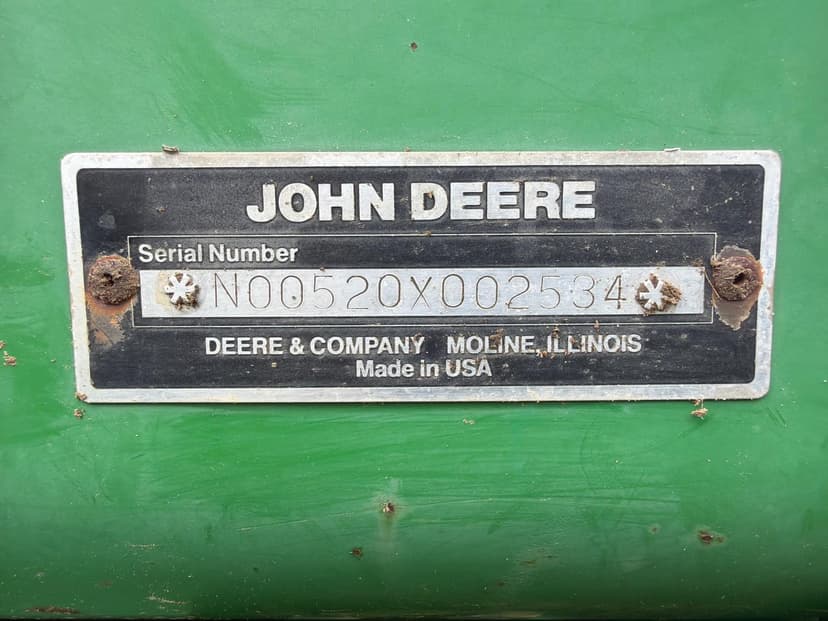 JOHN DEERE
Serial Number
*N00520X002534*
DEERE & COMPANY MOLINE, ILLINOIS
Made in USA